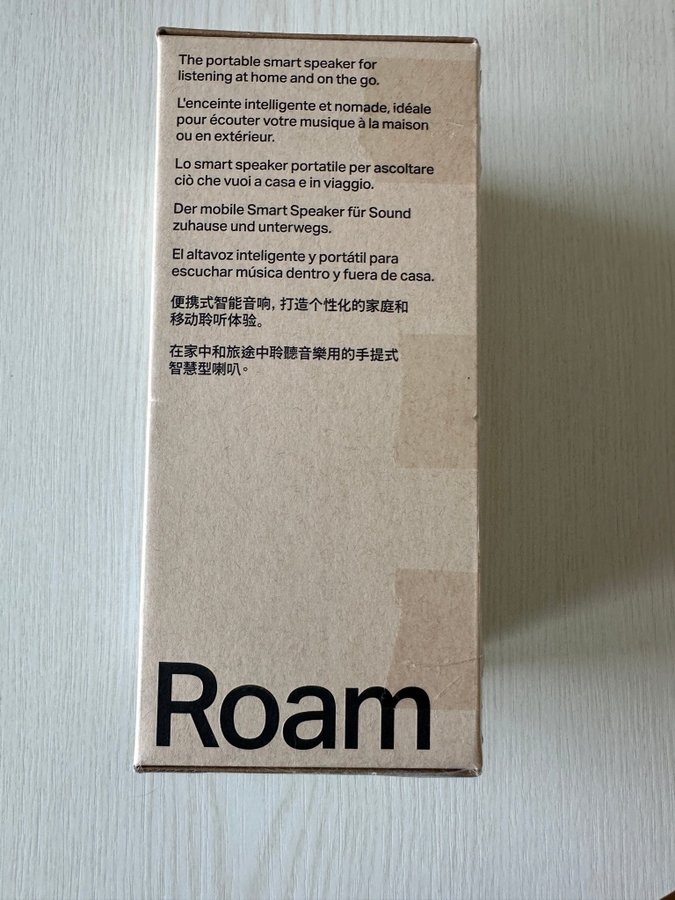 The portable smart speaker for
listening at home and on the go.
L'enceinte intelligente et nomade, idéale
pour écouter votre musique à la maison
ou en extérieur.
Lo smart speaker portatile per ascoltare
ciò che vuoi a casa e in viaggio.
Der mobile Smart Speaker für Sound
zuhause und unterwegs.
El altavoz inteligente y portátil para
escuchar música dentro y fuera de casa.
便携式智能音响，打造个性化的家庭和
移动聆听体验。
在家中和旅途中聆聽音樂用的手提式
智慧型喇叭。
Roam